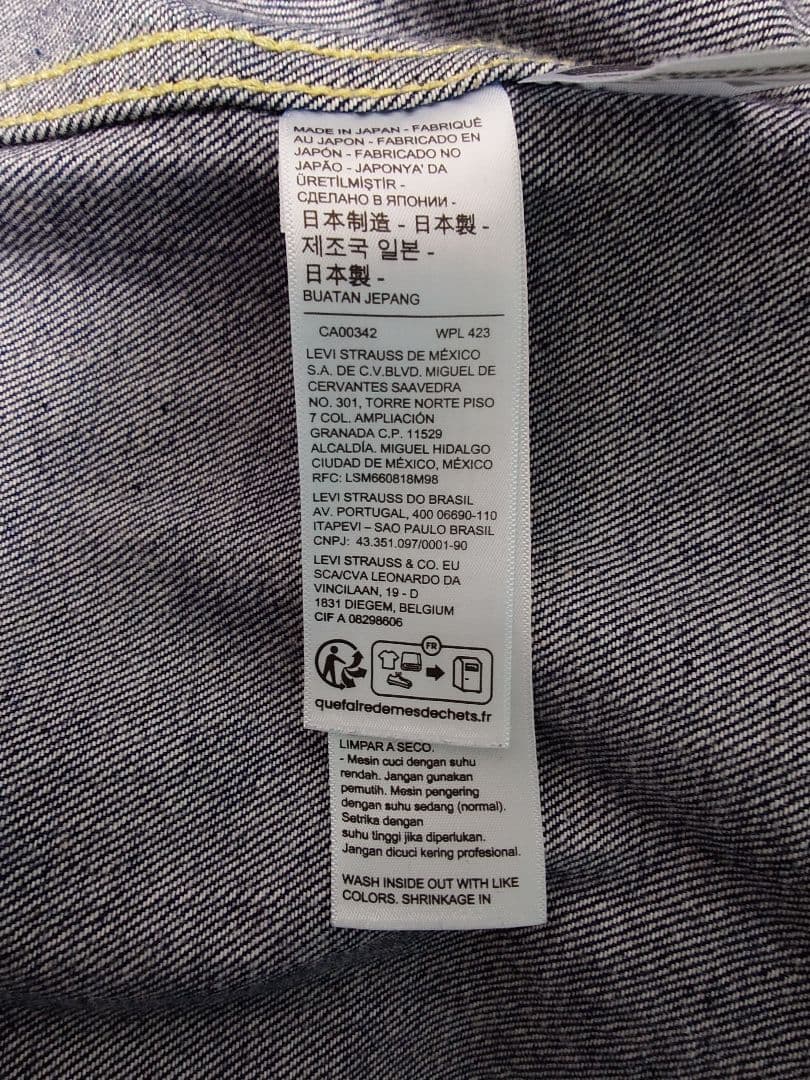 MADE IN JAPAN - FABRIQUÉ
AU JAPON - FABRICADO EN
JAPÓN - FABRICADO NO
JAPÃO - JAPONYA' DA
ÜRETİLMİŞTİR -
СДЕЛАНО В ЯПОНИИ -
日本制造 - 日本製 -
제조국 일본 -
日本製 -
BUATAN JEPANG
CA00342 WPL 423
LEVI STRAUSS DE MÉXICO
S.A. DE C.V.BLVD. MIGUEL DE
CERVANTES SAAVEDRA
NO. 301, TORRE NORTE PISO
7 COL. AMPLIACIÓN
GRANADA C.P. 11529
ALCALDÍA. MIGUEL HIDALGO
CIUDAD DE MÉXICO, MÉXICO
RFC: LSM660818M98
LEVI STRAUSS DO BRASIL
AV. PORTUGAL, 400 06690-110
ITAPEVI – SAO PAULO BRASIL
CNPJ: 43.351.097/0001-90
LEVI STRAUSS & CO. EU
SCA/CVA LEONARDO DA
VINCILAAN, 19 - D
1831 DIEGEM, BELGIUM
CIF A 08298606
FR
quefairedemesdechets.fr
LIMPAR A SECO.
- Mesin cuci dengan suhu
rendah. Jangan gunakan
pemutih. Mesin pengering
dengan suhu sedang (normal).
Setrika dengan
suhu tinggi jika diperlukan.
Jangan dicuci kering profesional.
WASH INSIDE OUT WITH LIKE
COLORS. SHRINKAGE IN